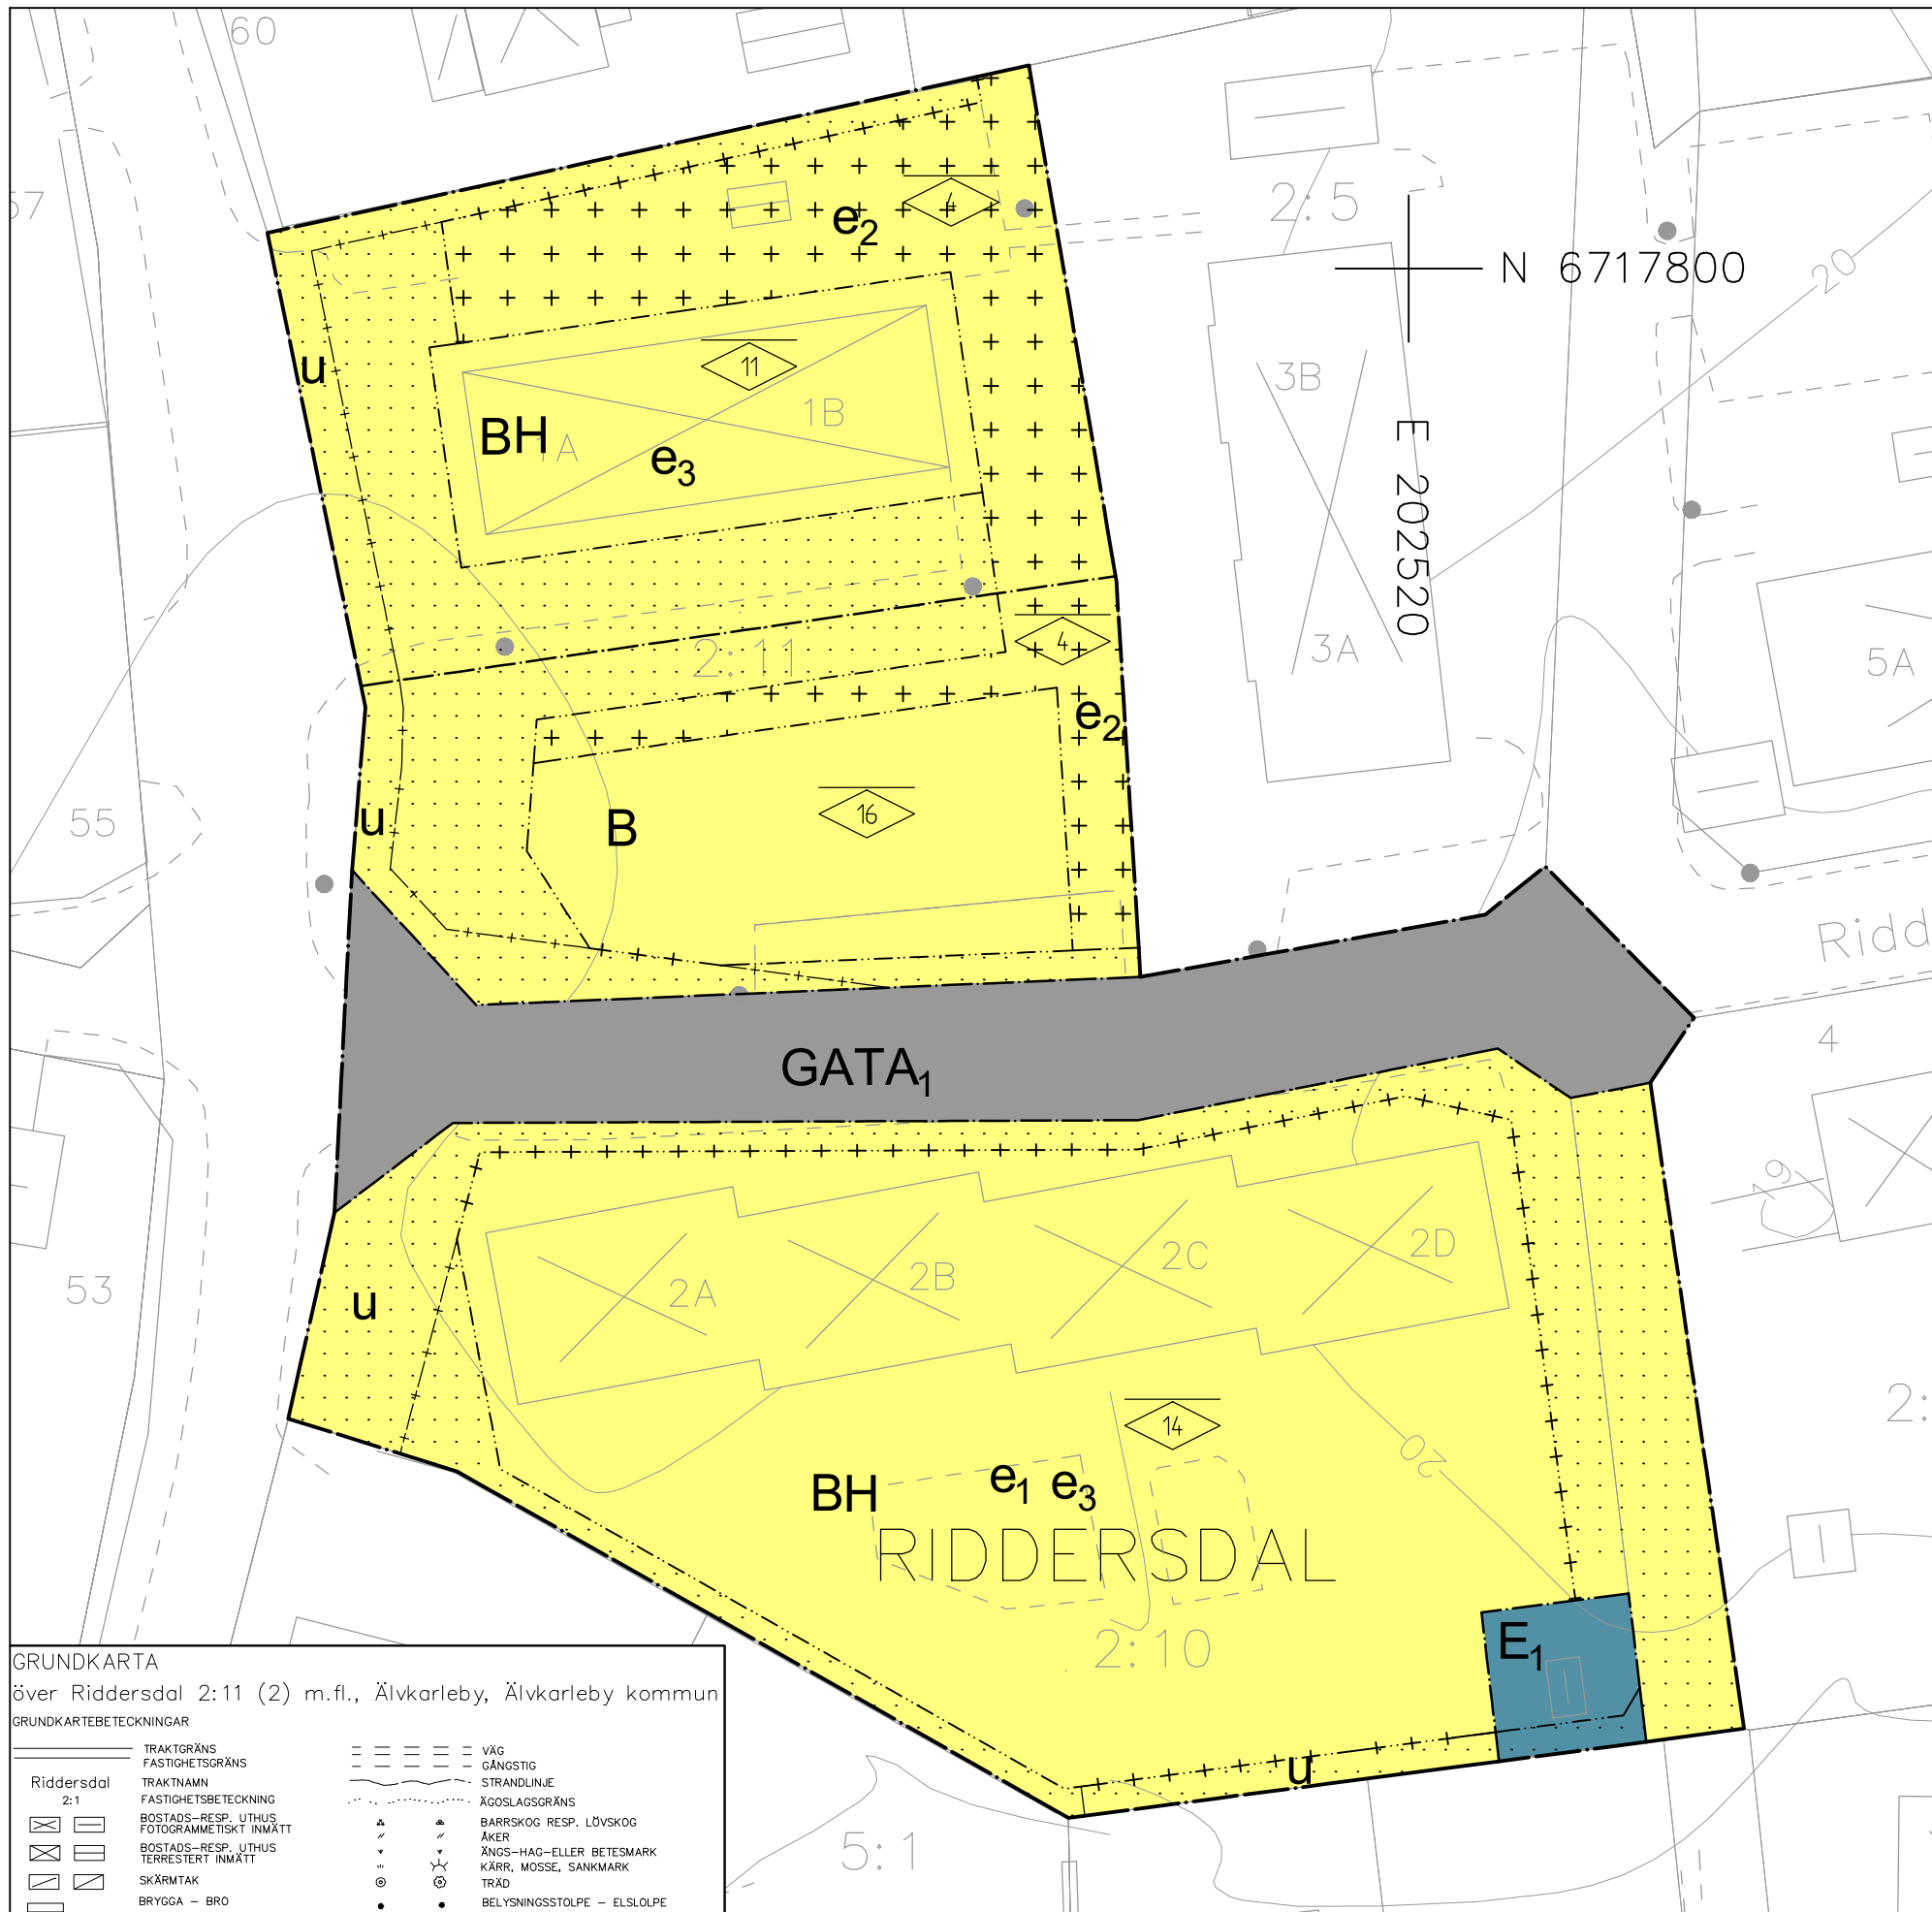 60
57
e2
4
2:5
N 6717800
20
u
11
BH
1A
1B
e3
3B
E 202520
3A
5A
2:11
4
e2
55
u
B
16
Ridd
GATA1
4
19
53
u
2A
2B
2C
2D
2:
14
20
BH
e1 e3
RIDDERSDAL
2:10
E1
u
5:1
GRUNDKARTA
över Riddersdal 2:11 (2) m.fl., Älvkarleby, Älvkarleby kommun
GRUNDKARTEBETECKNINGAR
TRAKTGRÄNS
FASTIGHETSGRÄNS
Riddersdal TRAKTNAMN
2:1 FASTIGHETSBETECKNING
BOSTADS-RESP. UTHUS
FOTOGRAMMETISKT INMÄTT
BOSTADS-RESP. UTHUS
TERRESTERT INMÄTT
SKÄRMTAK
BRYGGA - BRO
VÄG
GÅNGSTIG
STRANDLINJE
ÄGOSLAGSGRÄNS
BARRSKOG RESP. LÖVSKOG
ÅKER
ÄNGS-HAG-ELLER BETESMARK
KÄRR, MOSSE, SANKMARK
TRÄD
BELYSNINGSSTOLPE - ELSLOLPE